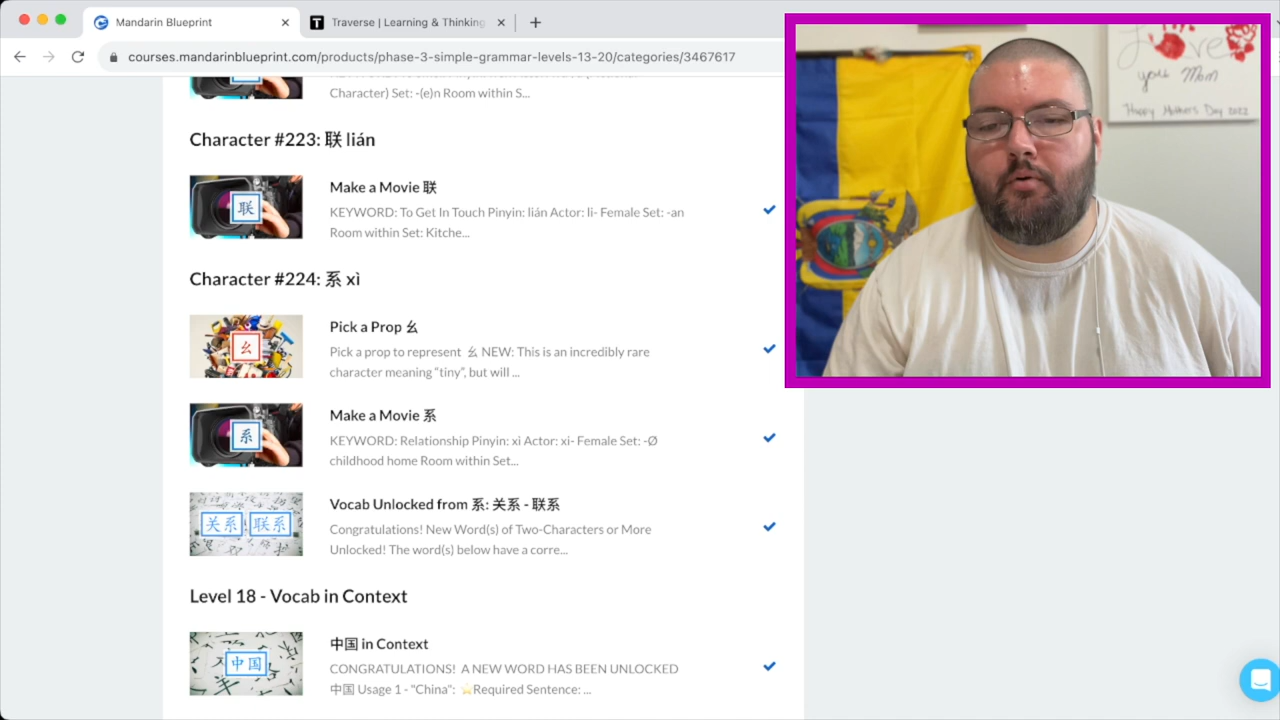 Mandarin Blueprint
Traverse | Learning & Thinking
courses.mandarinblueprint.com/products/phase-3-simple-grammar-levels-13-20/categories/3467617
Character) Set: -(e)n Room within S...
Character #223: 联 lián
联
Make a Movie 联
KEYWORD: To Get In Touch Pinyin: lián Actor: li- Female Set: -an
Room within Set: Kitche...
Character #224: 系 xì
幺
Pick a Prop 幺
Pick a prop to represent 幺 NEW: This is an incredibly rare
character meaning “tiny”, but will ...
系
Make a Movie 系
KEYWORD: Relationship Pinyin: xì Actor: xi- Female Set: -Ø
childhood home Room within Set...
关系 联系
Vocab Unlocked from 系: 关系 - 联系
Congratulations! New Word(s) of Two-Characters or More
Unlocked! The word(s) below have a corre...
Level 18 - Vocab in Context
中国
中国 in Context
CONGRATULATIONS! A NEW WORD HAS BEEN UNLOCKED
中国 Usage 1 - "China": ⭐Required Sentence: ...
Love
you Mom
Happy Mothers Day 2022